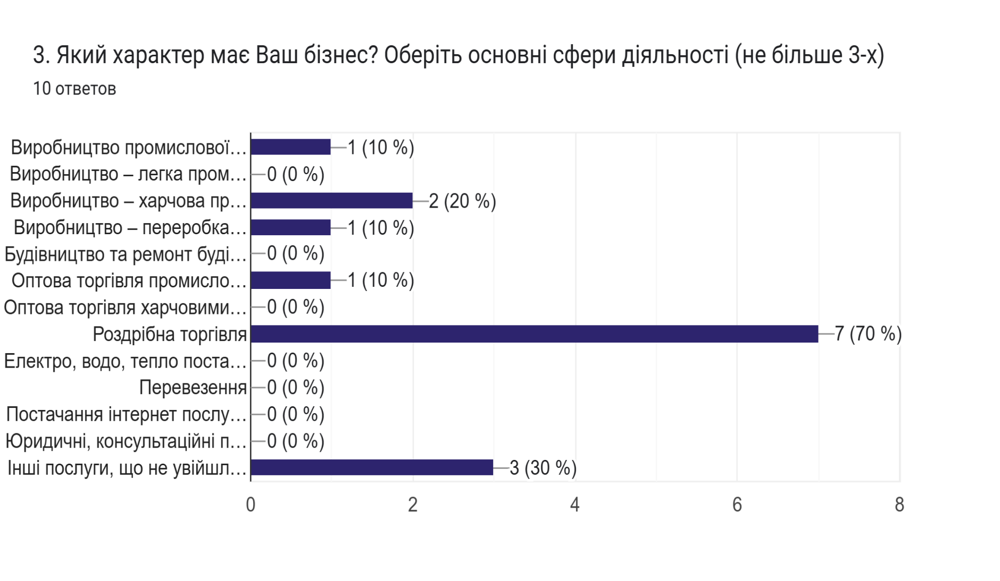 3. Який характер має Ваш бізнес? Оберіть основні сфери діяльності (не більше 3-х)
10 ответов
Виробництво промислової… 1 (10 %)
Виробництво – легка пром… 0 (0 %)
Виробництво – харчова пр… 2 (20 %)
Виробництво – переробка… 1 (10 %)
Будівництво та ремонт буді… 0 (0 %)
Оптова торгівля промисло… 1 (10 %)
Оптова торгівля харчовими… 0 (0 %)
Роздрібна торгівля 7 (70 %)
Електро, водо, тепло поста… 0 (0 %)
Перевезення 0 (0 %)
Постачання інтернет послу… 0 (0 %)
Юридичні, консультаційні п… 0 (0 %)
Інші послуги, що не увійшл… 3 (30 %)
0 2 4 6 8